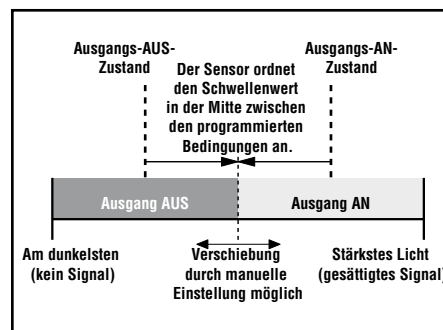 Ausgangs-AUS-
Zustand
Ausgangs-AN-
Zustand
Der Sensor ordnet
den Schwellenwert
in der Mitte zwischen
den programmierten
Bedingungen an.
Ausgang AUS
Ausgang AN
Am dunkelsten
(kein Signal)
Verschiebung
durch manuelle
Einstellung möglich
Stärkstes Licht
(gesättigtes Signal)